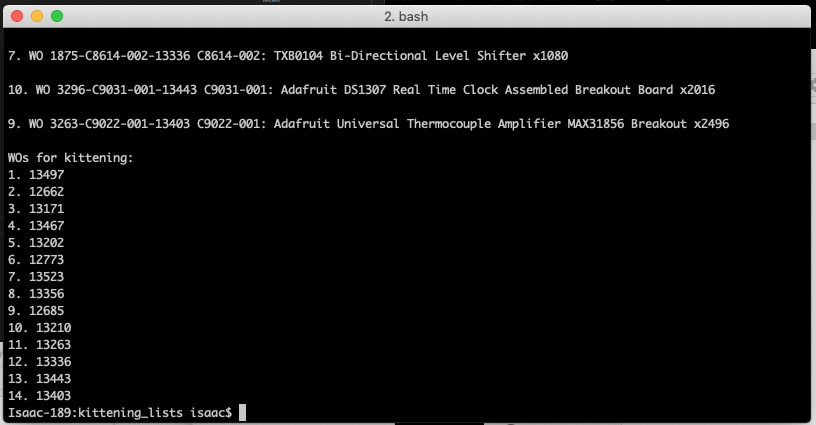 2. bash
7. WO 1875-C8614-002-13336 C8614-002: TXB0104 Bi-Directional Level Shifter x1080
10. WO 3296-C9031-001-13443 C9031-001: Adafruit DS1307 Real Time Clock Assembled Breakout Board x2016
9. WO 3263-C9022-001-13403 C9022-001: Adafruit Universal Thermocouple Amplifier MAX31856 Breakout x2496
WOs for kittening:
1. 13497
2. 12662
3. 13171
4. 13467
5. 13202
6. 12773
7. 13523
8. 13356
9. 12685
10. 13210
11. 13263
12. 13336
13. 13443
14. 13403
Isaac-189:kittening_lists isaac$